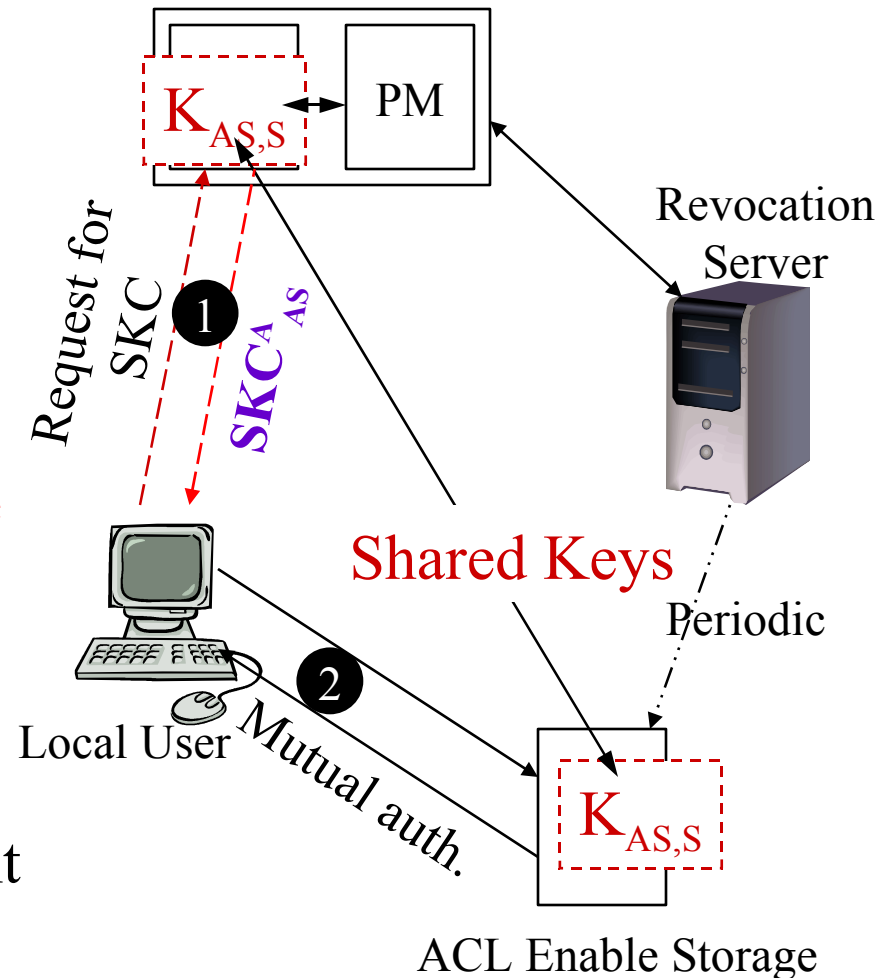 K_AS,S
PM
Revocation
Server
Request for
SKC
1
SKC^A_AS
Shared Keys
Periodic
2
Local User
Mutual auth.
K_AS,S
ACL Enable Storage